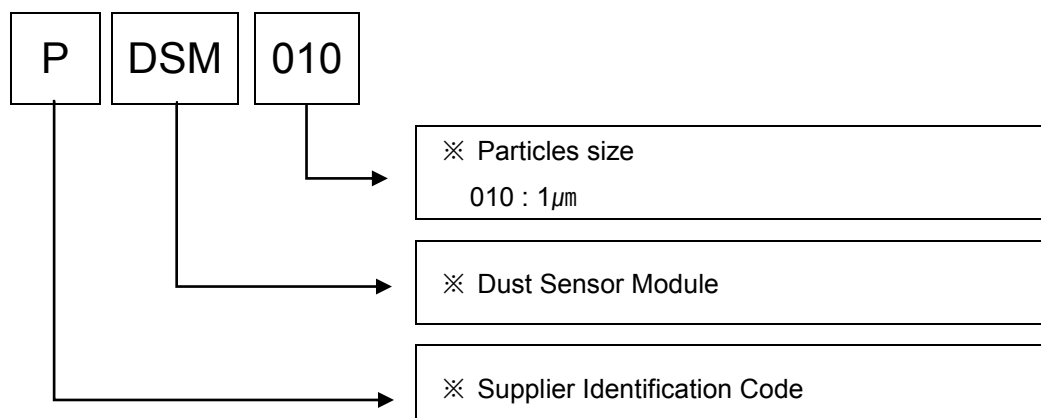 P DSM 010
※ Particles size
010 : 1㎛
※ Dust Sensor Module
※ Supplier Identification Code